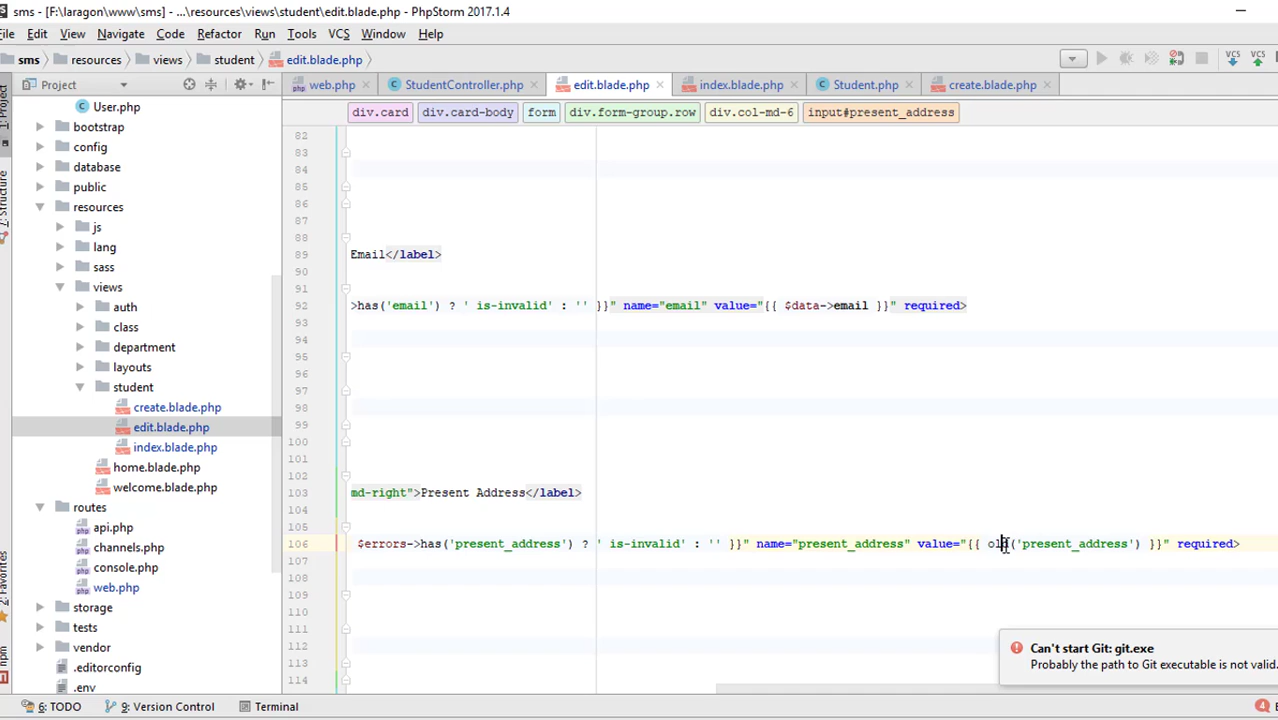 sms - [F:\laragon\www\sms] - ...\resources\views\student\edit.blade.php - PhpStorm 2017.1.4
File Edit View Navigate Code Refactor Run Tools VCS Window Help
sms resources views student edit.blade.php
VCS VCS
Project web.php StudentController.php edit.blade.php index.blade.php Student.php create.blade.php
1: Project
7: Structure
2: Favorites
npm
div.card div.card-body form div.form-group.row div.col-md-6 input#present_address
User.php
bootstrap
config
database
public
resources
js
lang
sass
views
auth
class
department
layouts
student
create.blade.php
edit.blade.php
index.blade.php
home.blade.php
welcome.blade.php
routes
api.php
channels.php
console.php
web.php
storage
tests
vendor
.editorconfig
.env
82
83
84
85
86
87
88
89 Email</label>
90
91
92 >has('email') ? ' is-invalid' : '' }}" name="email" value="{{ $data->email }}" required>
93
94
95
96
97
98
99
100
101
102
103 md-right">Present Address</label>
104
105
106 $errors->has('present_address') ? ' is-invalid' : '' }}" name="present_address" value="{{ old('present_address') }}" required>
107
108
109
110
111
112
113
114
Can't start Git: git.exe
Probably the path to Git executable is not valid.
6: TODO 9: Version Control Terminal
4